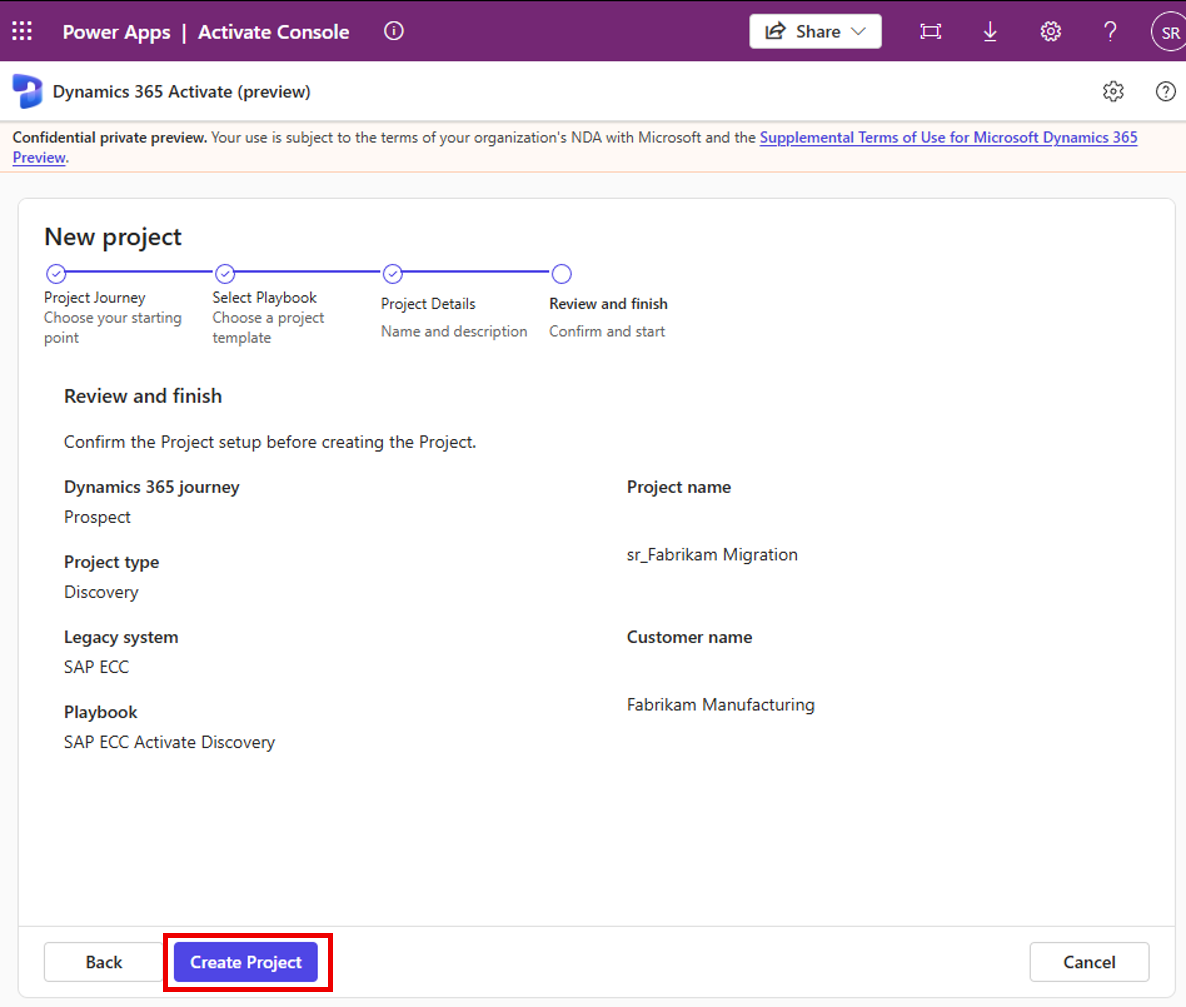 Power Apps | Activate Console
Share
SR
Dynamics 365 Activate (preview)
Confidential private preview. Your use is subject to the terms of your organization's NDA with Microsoft and the Supplemental Terms of Use for Microsoft Dynamics 365
Preview.
New project
Project Journey
Choose your starting
point
Select Playbook
Choose a project
template
Project Details
Name and description
Review and finish
Confirm and start
Review and finish
Confirm the Project setup before creating the Project.
Dynamics 365 journey
Prospect
Project type
Discovery
Legacy system
SAP ECC
Playbook
SAP ECC Activate Discovery
Project name
sr_Fabrikam Migration
Customer name
Fabrikam Manufacturing
Back
Create Project
Cancel